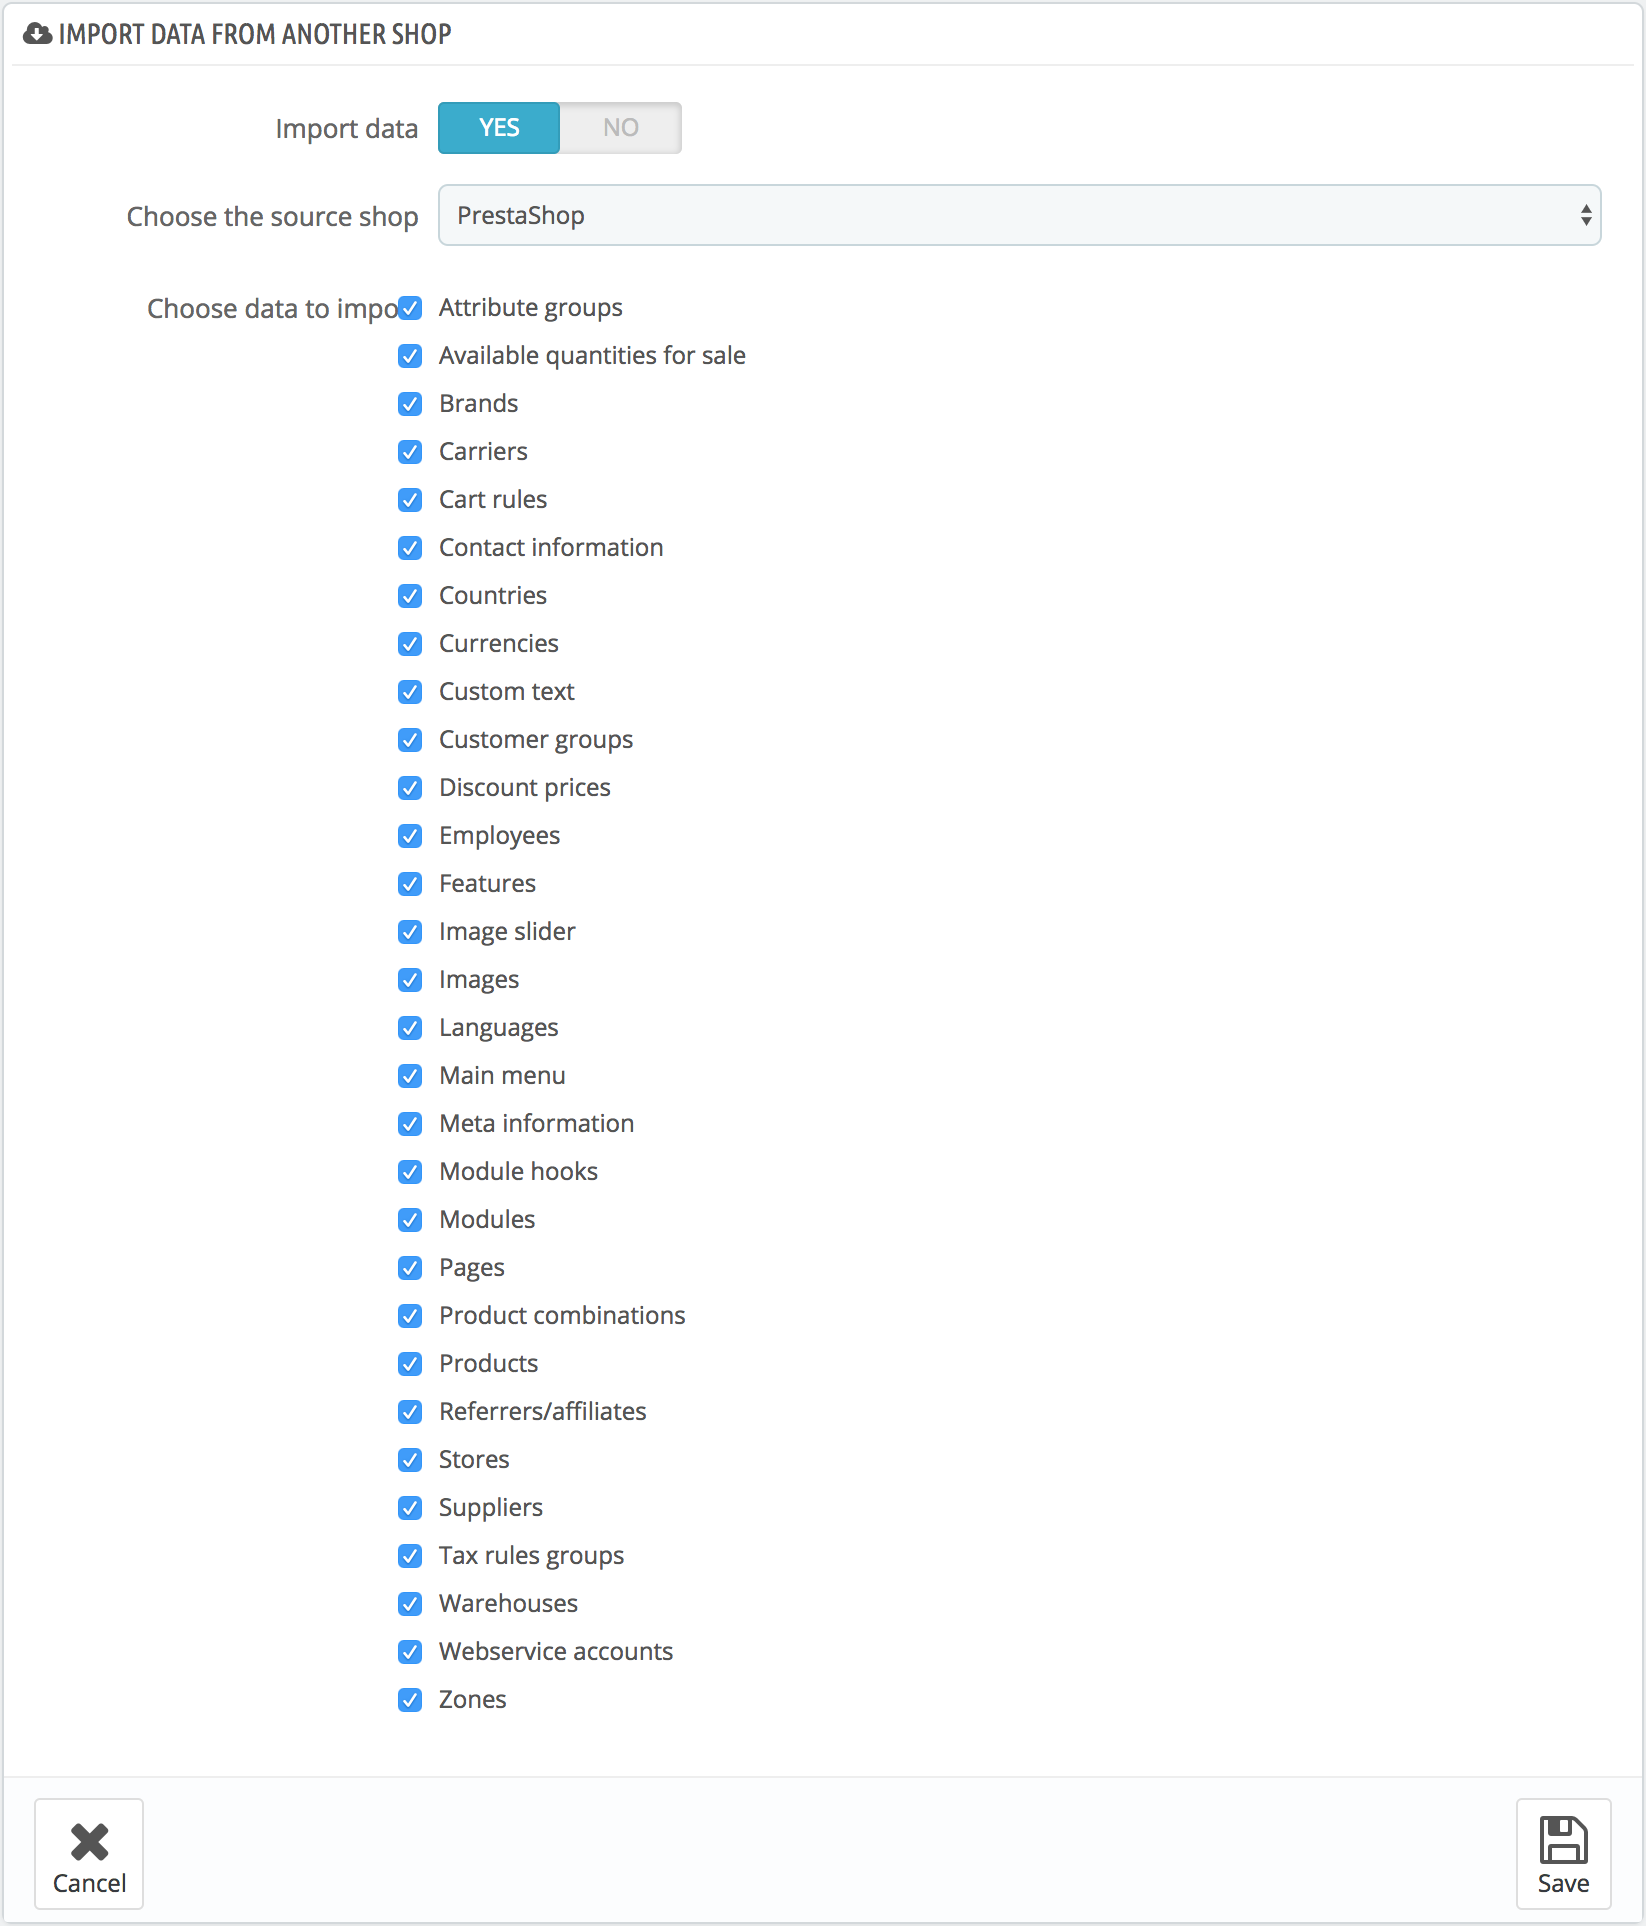 IMPORT DATA FROM ANOTHER SHOP
Import data YES NO
Choose the source shop PrestaShop
Choose data to impo Attribute groups
Available quantities for sale
Brands
Carriers
Cart rules
Contact information
Countries
Currencies
Custom text
Customer groups
Discount prices
Employees
Features
Image slider
Images
Languages
Main menu
Meta information
Module hooks
Modules
Pages
Product combinations
Products
Referrers/affiliates
Stores
Suppliers
Tax rules groups
Warehouses
Webservice accounts
Zones
Cancel Save